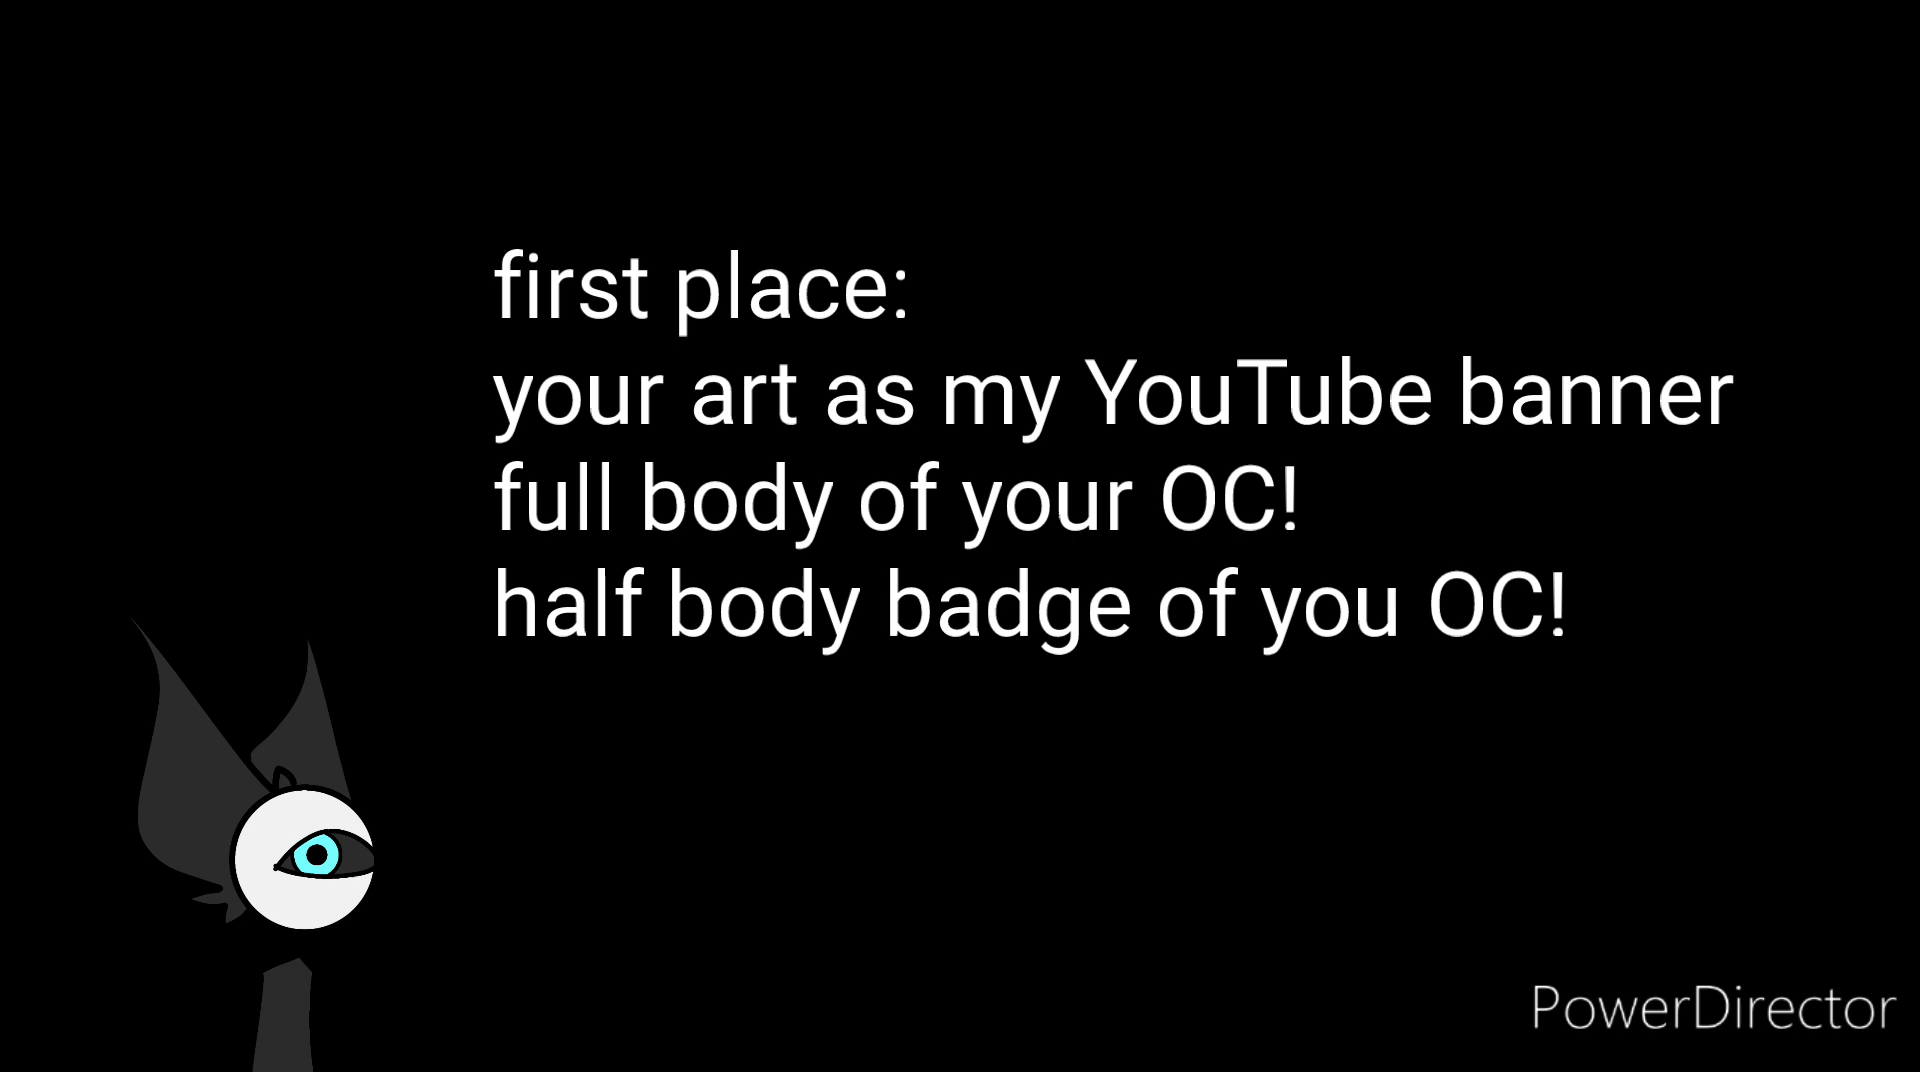 first place:
your art as my YouTube banner
full body of your OC!
half body badge of you OC!
PowerDirector